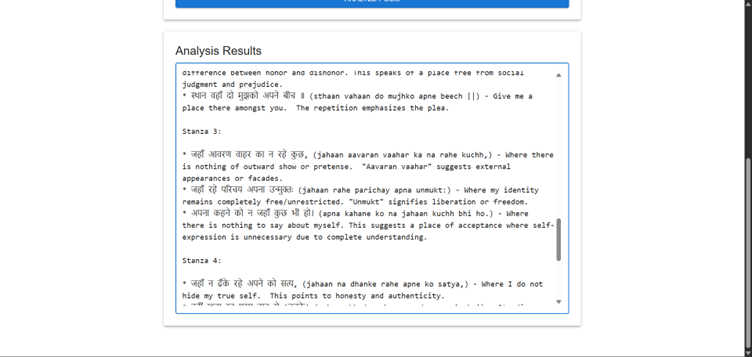 Analysis Results
difference between honor and dishonor. This speaks of a place free from social
judgment and prejudice.
* स्थान वहाँ दो मुझको अपने बीच ॥ (sthaan vahaan do mujhko apne beech ||) - Give me a
place there amongst you.  The repetition emphasizes the plea.
Stanza 3:
* जहाँ आवरण वाहर का न रहे कुछ, (jahaan aavaran vaahar ka na rahe kuchh,) - Where there
is nothing of outward show or pretense.  "Aavaran vaahar" suggests external
appearances or facades.
* जहाँ रहे परिचय अपना उन्मुक्तः (jahaan rahe parichay apna unmukt:) - Where my identity
remains completely free/unrestricted. "Unmukt" signifies liberation or freedom.
* अपना कहने को न जहाँ कुछ भी हो। (apna kahane ko na jahaan kuchh bhi ho.) - Where
there is nothing to say about myself. This suggests a place of acceptance where self-
expression is unnecessary due to complete understanding.
Stanza 4:
* जहाँ न ढँके रहे अपने को सत्य, (jahaan na dhanke rahe apne ko satya,) - Where I do not
hide my true self.  This points to honesty and authenticity.